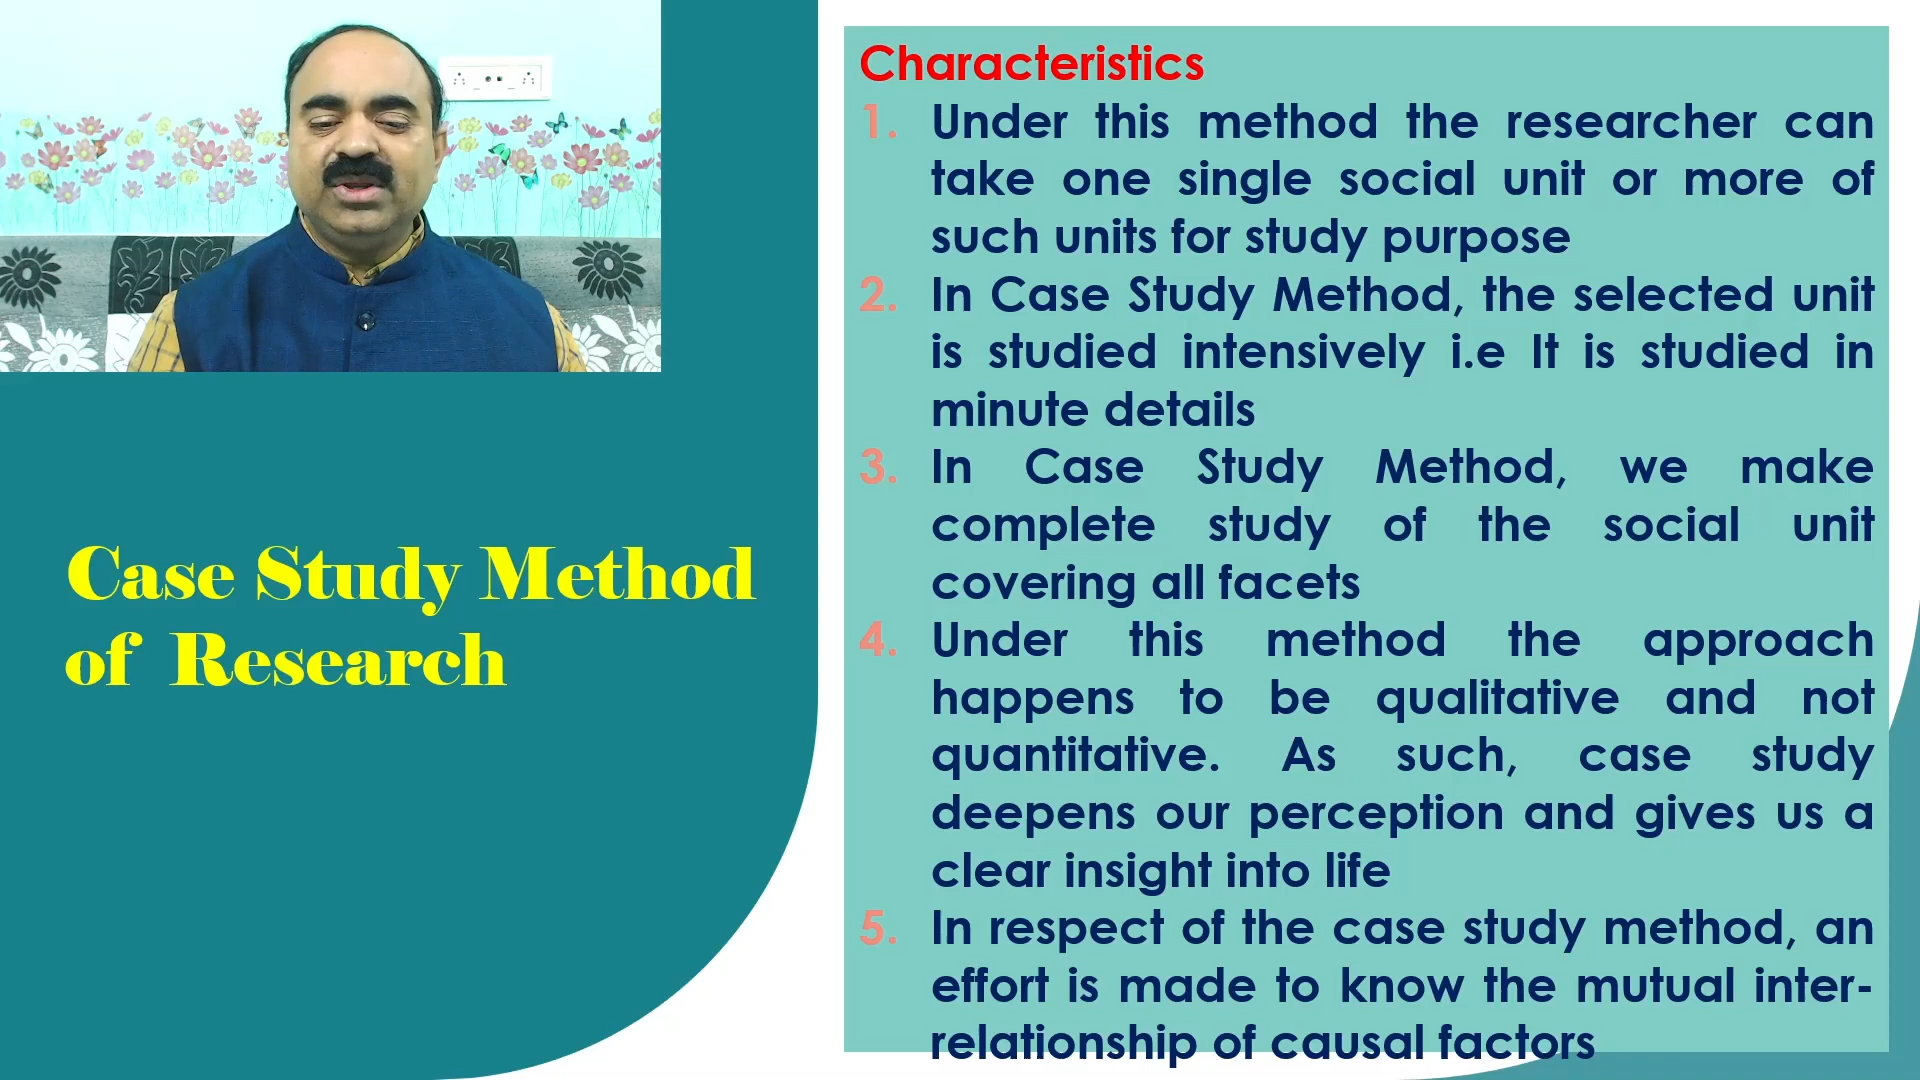 Case Study Method
of Research
Characteristics
1. Under this method the researcher can
take one single social unit or more of
such units for study purpose
2. In Case Study Method, the selected unit
is studied intensively i.e It is studied in
minute details
3. In Case Study Method, we make
complete study of the social unit
covering all facets
4. Under this method the approach
happens to be qualitative and not
quantitative. As such, case study
deepens our perception and gives us a
clear insight into life
5. In respect of the case study method, an
effort is made to know the mutual inter-
relationship of causal factors